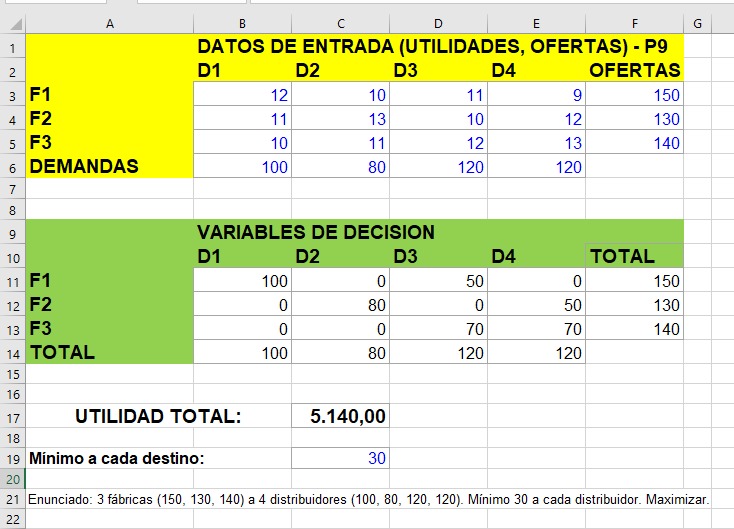 A B C D E F G
1 DATOS DE ENTRADA (UTILIDADES, OFERTAS) - P9
2 D1 D2 D3 D4 OFERTAS
3 F1 12 10 11 9 150
4 F2 11 13 10 12 130
5 F3 10 11 12 13 140
6 DEMANDAS 100 80 120 120
7
8
9 VARIABLES DE DECISION
10 D1 D2 D3 D4 TOTAL
11 F1 100 0 50 0 150
12 F2 0 80 0 50 130
13 F3 0 0 70 70 140
14 TOTAL 100 80 120 120
15
16
17 UTILIDAD TOTAL: 5.140,00
18
19 Mínimo a cada destino: 30
20
21 Enunciado: 3 fábricas (150, 130, 140) a 4 distribuidores (100, 80, 120, 120). Mínimo 30 a cada distribuidor. Maximizar.
22